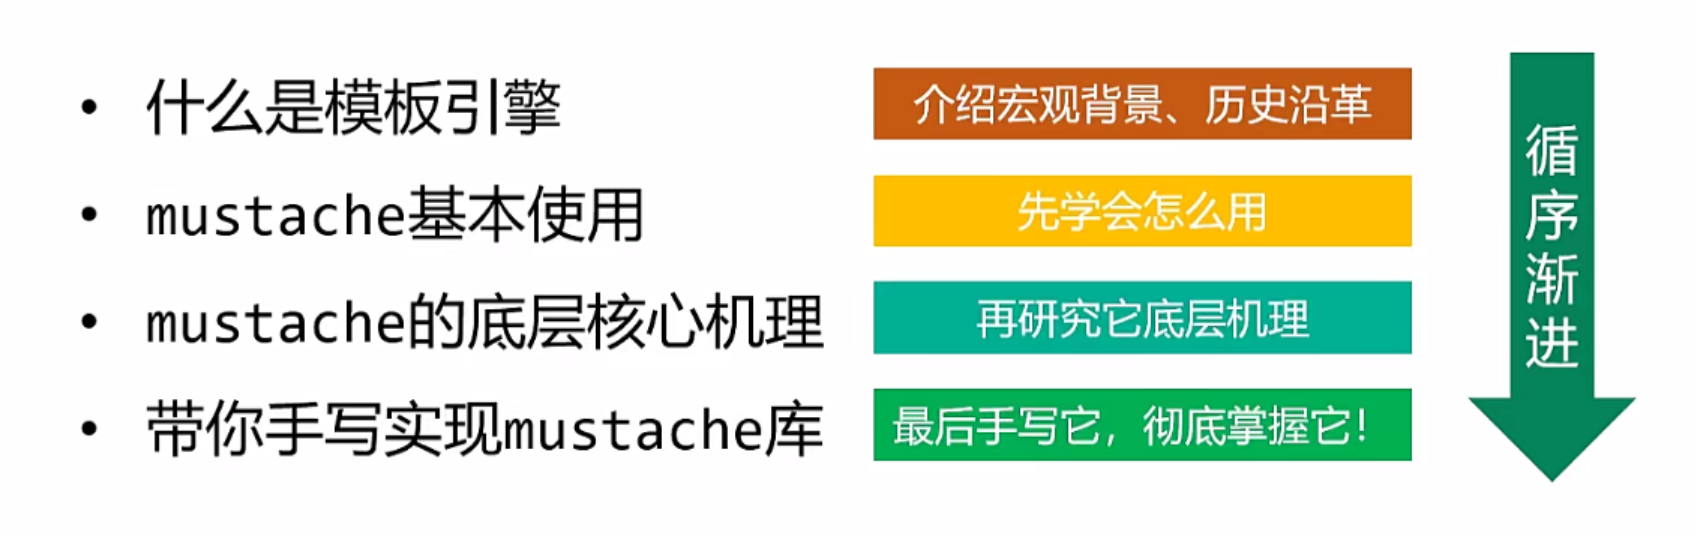 • 什么是模板引擎
介绍宏观背景、历史沿革
• mustache基本使用
先学会怎么用
• mustache的底层核心机理
再研究它底层机理
• 带你手写实现mustache库
最后手写它，彻底掌握它！
循序渐进